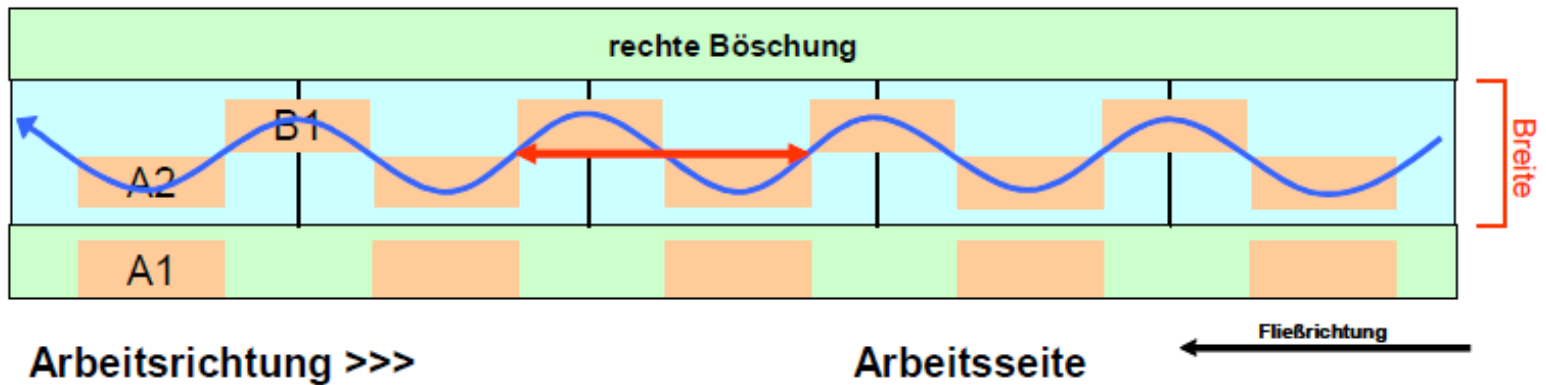 rechte Böschung
B1
A2
Breite
A1
Fließrichtung
Arbeitsrichtung >>>
Arbeitsseite